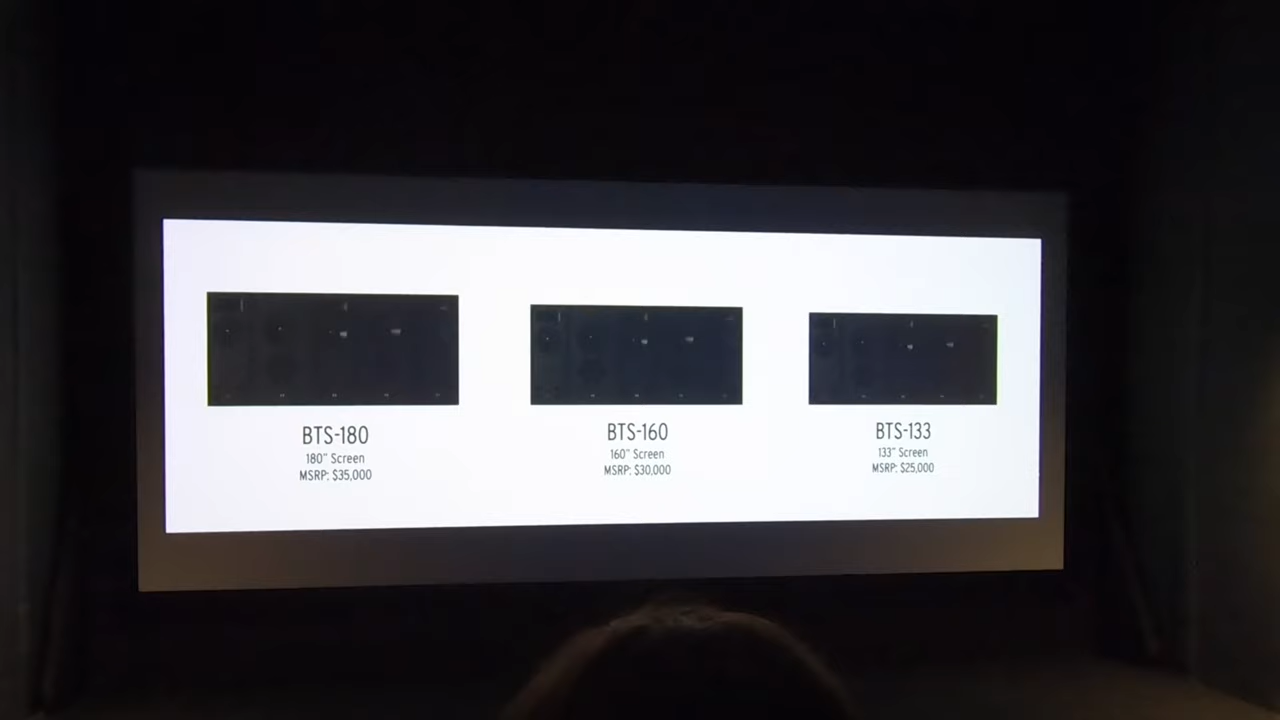 BTS-180
180" Screen
MSRP: $35,000
BTS-160
160" Screen
MSRP: $30,000
BTS-133
133" Screen
MSRP: $25,000